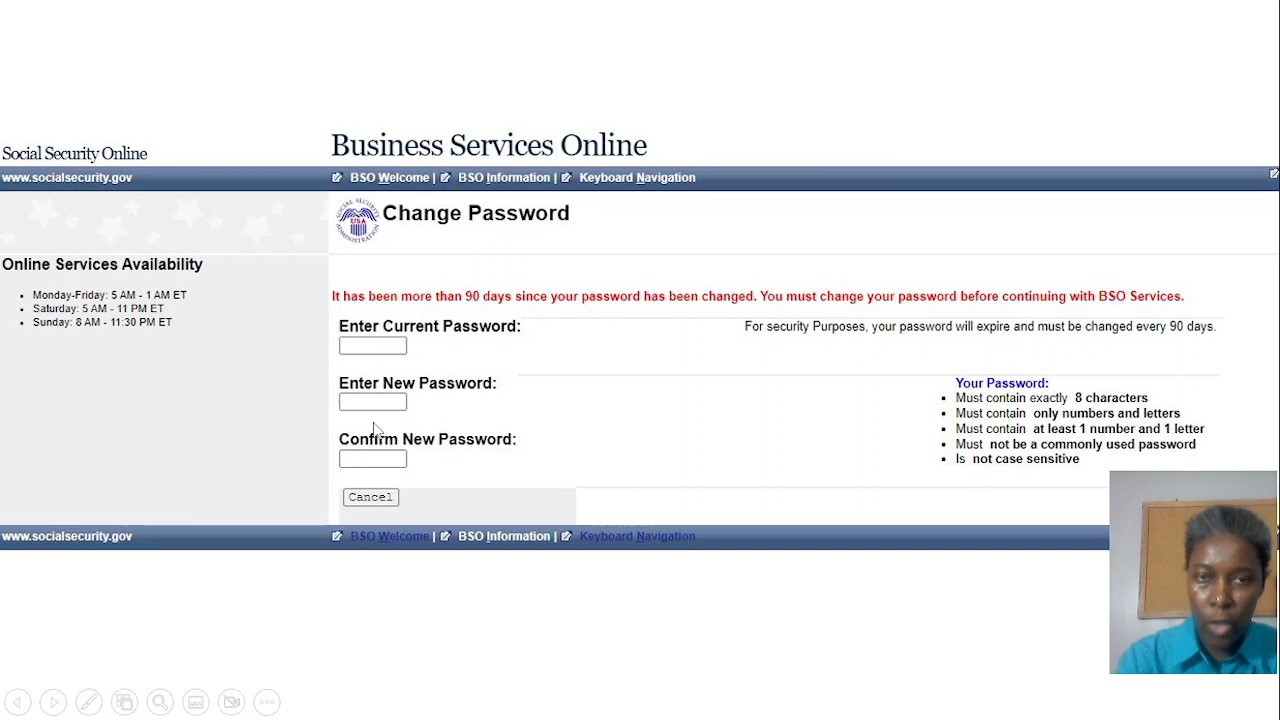 Social Security Online
Business Services Online
www.socialsecurity.gov
BSO Welcome | BSO Information | Keyboard Navigation
Change Password
Online Services Availability
Monday-Friday: 5 AM - 1 AM ET
Saturday: 5 AM - 11 PM ET
Sunday: 8 AM - 11:30 PM ET
It has been more than 90 days since your password has been changed. You must change your password before continuing with BSO Services.
Enter Current Password:
For security Purposes, your password will expire and must be changed every 90 days.
Enter New Password:
Confirm New Password:
Your Password:
Must contain exactly 8 characters
Must contain only numbers and letters
Must contain at least 1 number and 1 letter
Must not be a commonly used password
Is not case sensitive
Cancel
www.socialsecurity.gov
BSO Welcome | BSO Information | Keyboard Navigation